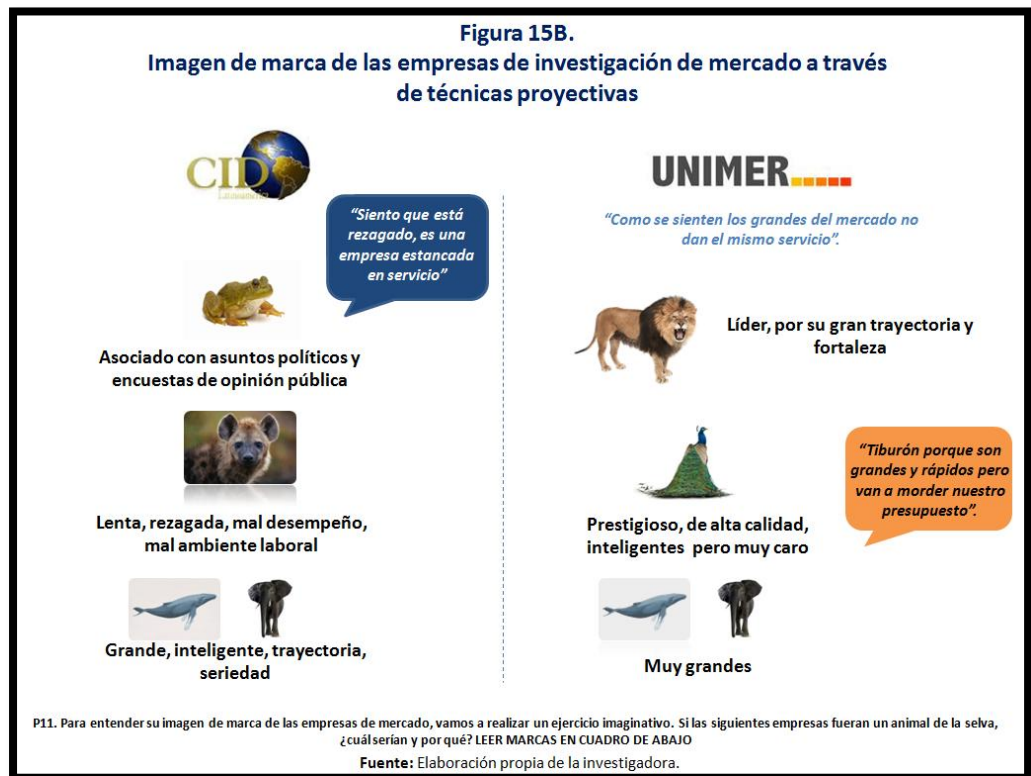 Figura 15B.
Imagen de marca de las empresas de investigación de mercado a través
de técnicas proyectivas
CID
Latinoamérica
“Siento que está
rezagado, es una
empresa estancada
en servicio”
Asociado con asuntos políticos y
encuestas de opinión pública
Lenta, rezagada, mal desempeño,
mal ambiente laboral
Grande, inteligente, trayectoria,
seriedad
UNIMER
“Como se sienten los grandes del mercado no
dan el mismo servicio”.
Líder, por su gran trayectoria y
fortaleza
“Tiburón porque son
grandes y rápidos pero
van a morder nuestro
presupuesto”.
Prestigioso, de alta calidad,
inteligentes pero muy caro
Muy grandes
P11. Para entender su imagen de marca de las empresas de mercado, vamos a realizar un ejercicio imaginativo. Si las siguientes empresas fueran un animal de la selva,
¿cuál serían y por qué? LEER MARCAS EN CUADRO DE ABAJO
Fuente: Elaboración propia de la investigadora.